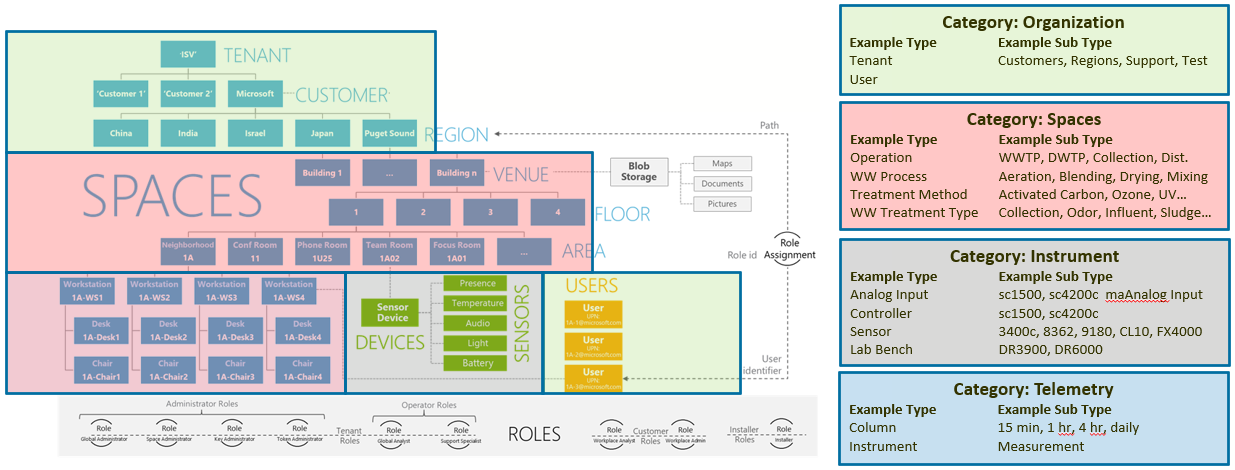 'ISV'
TENANT
'Customer 1' 'Customer 2' Microsoft CUSTOMER
China India Israel Japan Puget Sound REGION
Path
SPACES
Building 1 ... Building n VENUE
Blob Storage
Maps
Documents
Pictures
1 2 3 4 FLOOR
Neighborhood 1A
Conf Room 11
Phone Room 1U25
Team Room 1A02
Focus Room 1A01
...
AREA
Role id
Role Assignment
Workstation 1A-WS1
Workstation 1A-WS2
Workstation 1A-WS3
Workstation 1A-WS4
Desk 1A-Desk1
Desk 1A-Desk2
Desk 1A-Desk3
Desk 1A-Desk4
Chair 1A-Chair1
Chair 1A-Chair2
Chair 1A-Chair3
Chair 1A-Chair4
Sensor Device
DEVICES
Presence
Temperature
Audio
Light
Battery
SENSORS
USERS
User
UPN:
1A-1@microsoft.com
User
UPN:
1A-2@microsoft.com
User
UPN:
1A-3@microsoft.com
User identifier
Administrator Roles
Role Global Administrator
Role Space Administrator
Role Key Administrator
Role Token Administrator
Tenant Roles
Operator Roles
Role Global Analyst
Role Support Specialist
ROLES
Role Workplace Analyst
Customer Roles
Role Workplace Admin
Installer Roles
Role Installer
Category: Organization
Example Type Example Sub Type
Tenant Customers, Regions, Support, Test
User
Category: Spaces
Example Type Example Sub Type
Operation WWTP, DWTP, Collection, Dist.
WW Process Aeration, Blending, Drying, Mixing
Treatment Method Activated Carbon, Ozone, UV...
WW Treatment Type Collection, Odor, Influent, Sludge...
Category: Instrument
Example Type Example Sub Type
Analog Input sc1500, sc4200c maAnalog Input
Controller sc1500, sc4200c
Sensor 3400c, 8362, 9180, CL10, FX4000
Lab Bench DR3900, DR6000
Category: Telemetry
Example Type Example Sub Type
Column 15 min, 1 hr, 4 hr, daily
Instrument Measurement